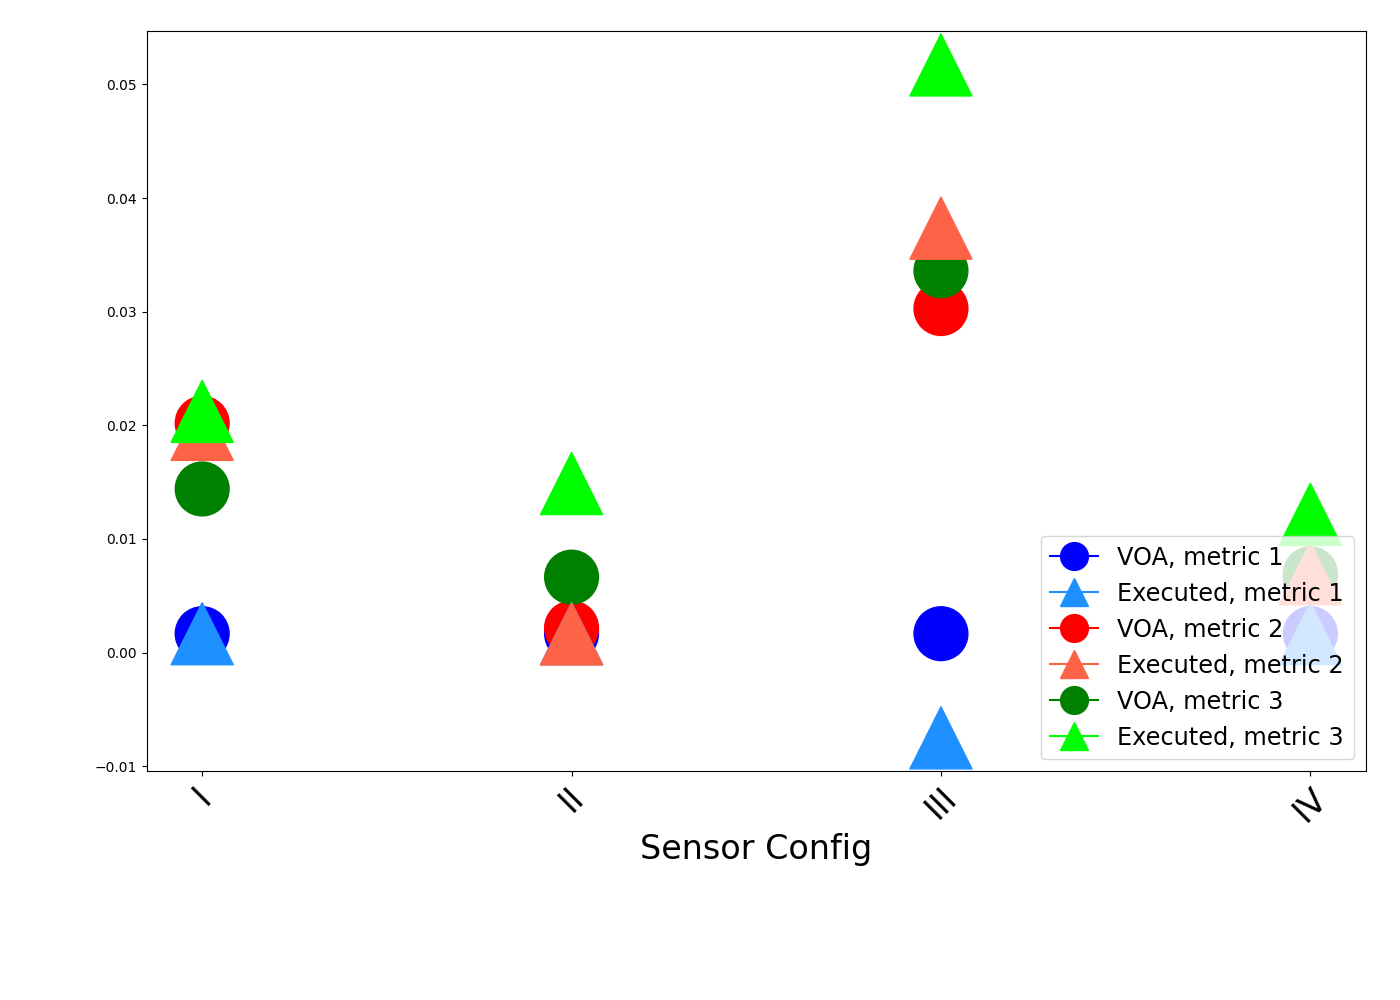 0.05
0.04
0.03
0.02
0.01
0.00
−0.01
VOA, metric 1
Executed, metric 1
VOA, metric 2
Executed, metric 2
VOA, metric 3
Executed, metric 3
I
II
III
IV
Sensor Config